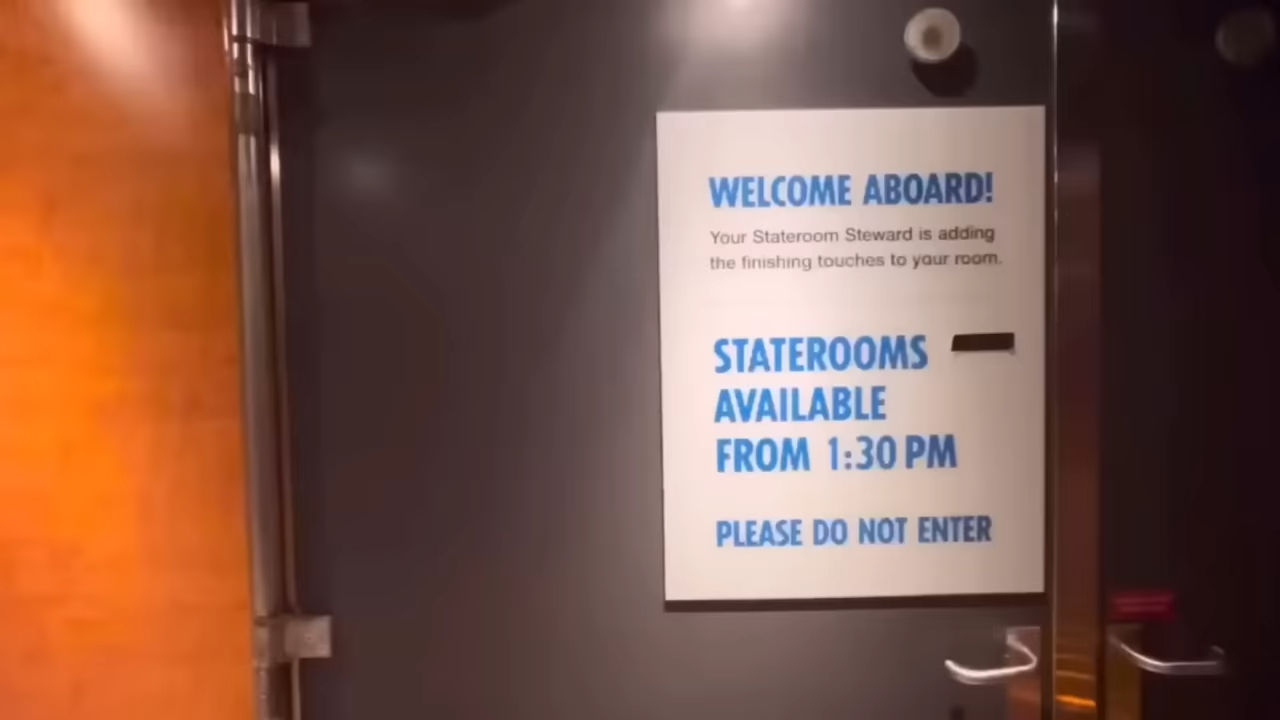 WELCOME ABOARD!
Your Stateroom Steward is adding
the finishing touches to your room.
STATEROOMS
AVAILABLE
FROM 1:30 PM
PLEASE DO NOT ENTER